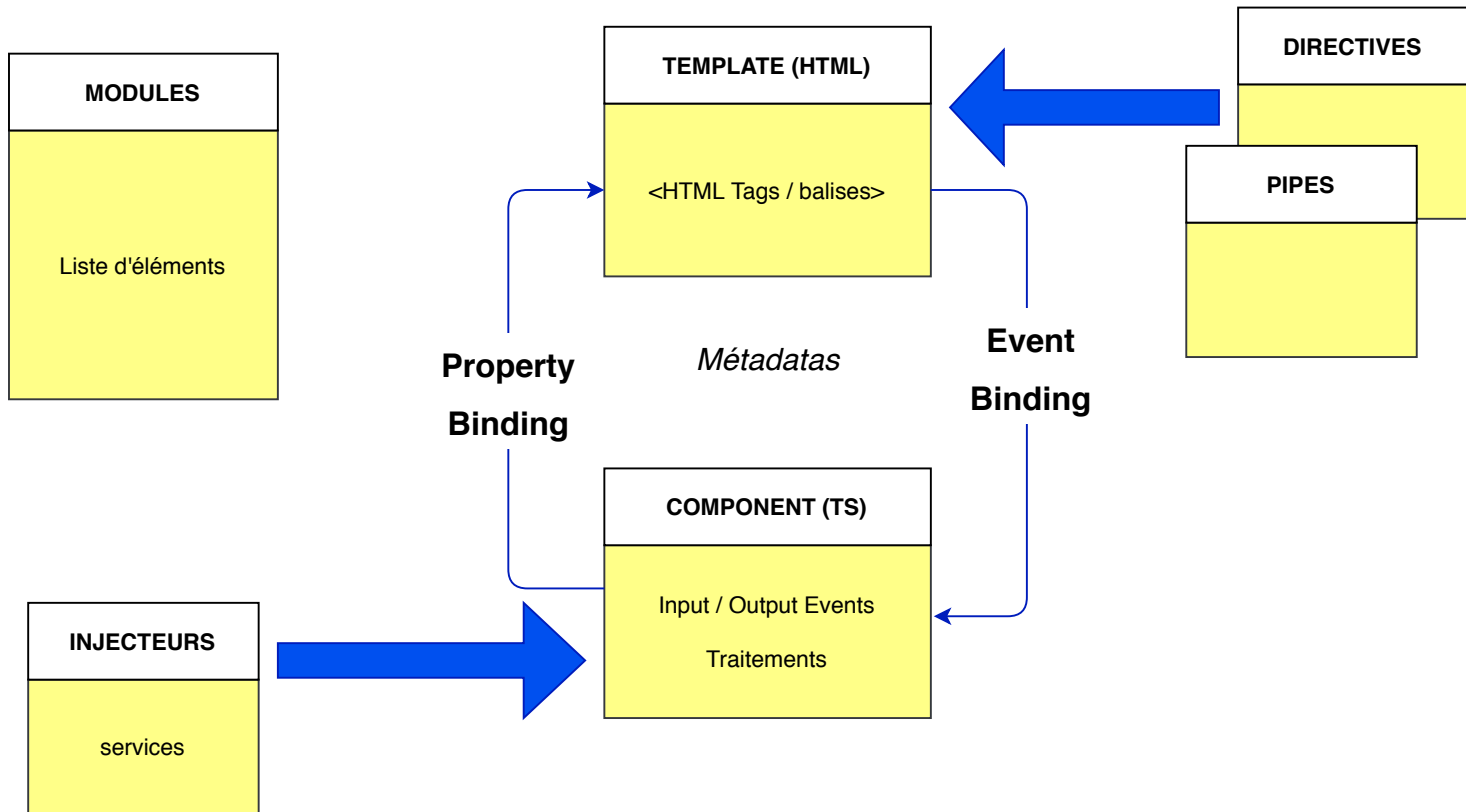 MODULES
Liste d'éléments
TEMPLATE (HTML)
<HTML Tags / balises>
DIRECTIVES
PIPES
Property
Binding
Métadatas
Event
Binding
COMPONENT (TS)
Input / Output Events
Traitements
INJECTEURS
services